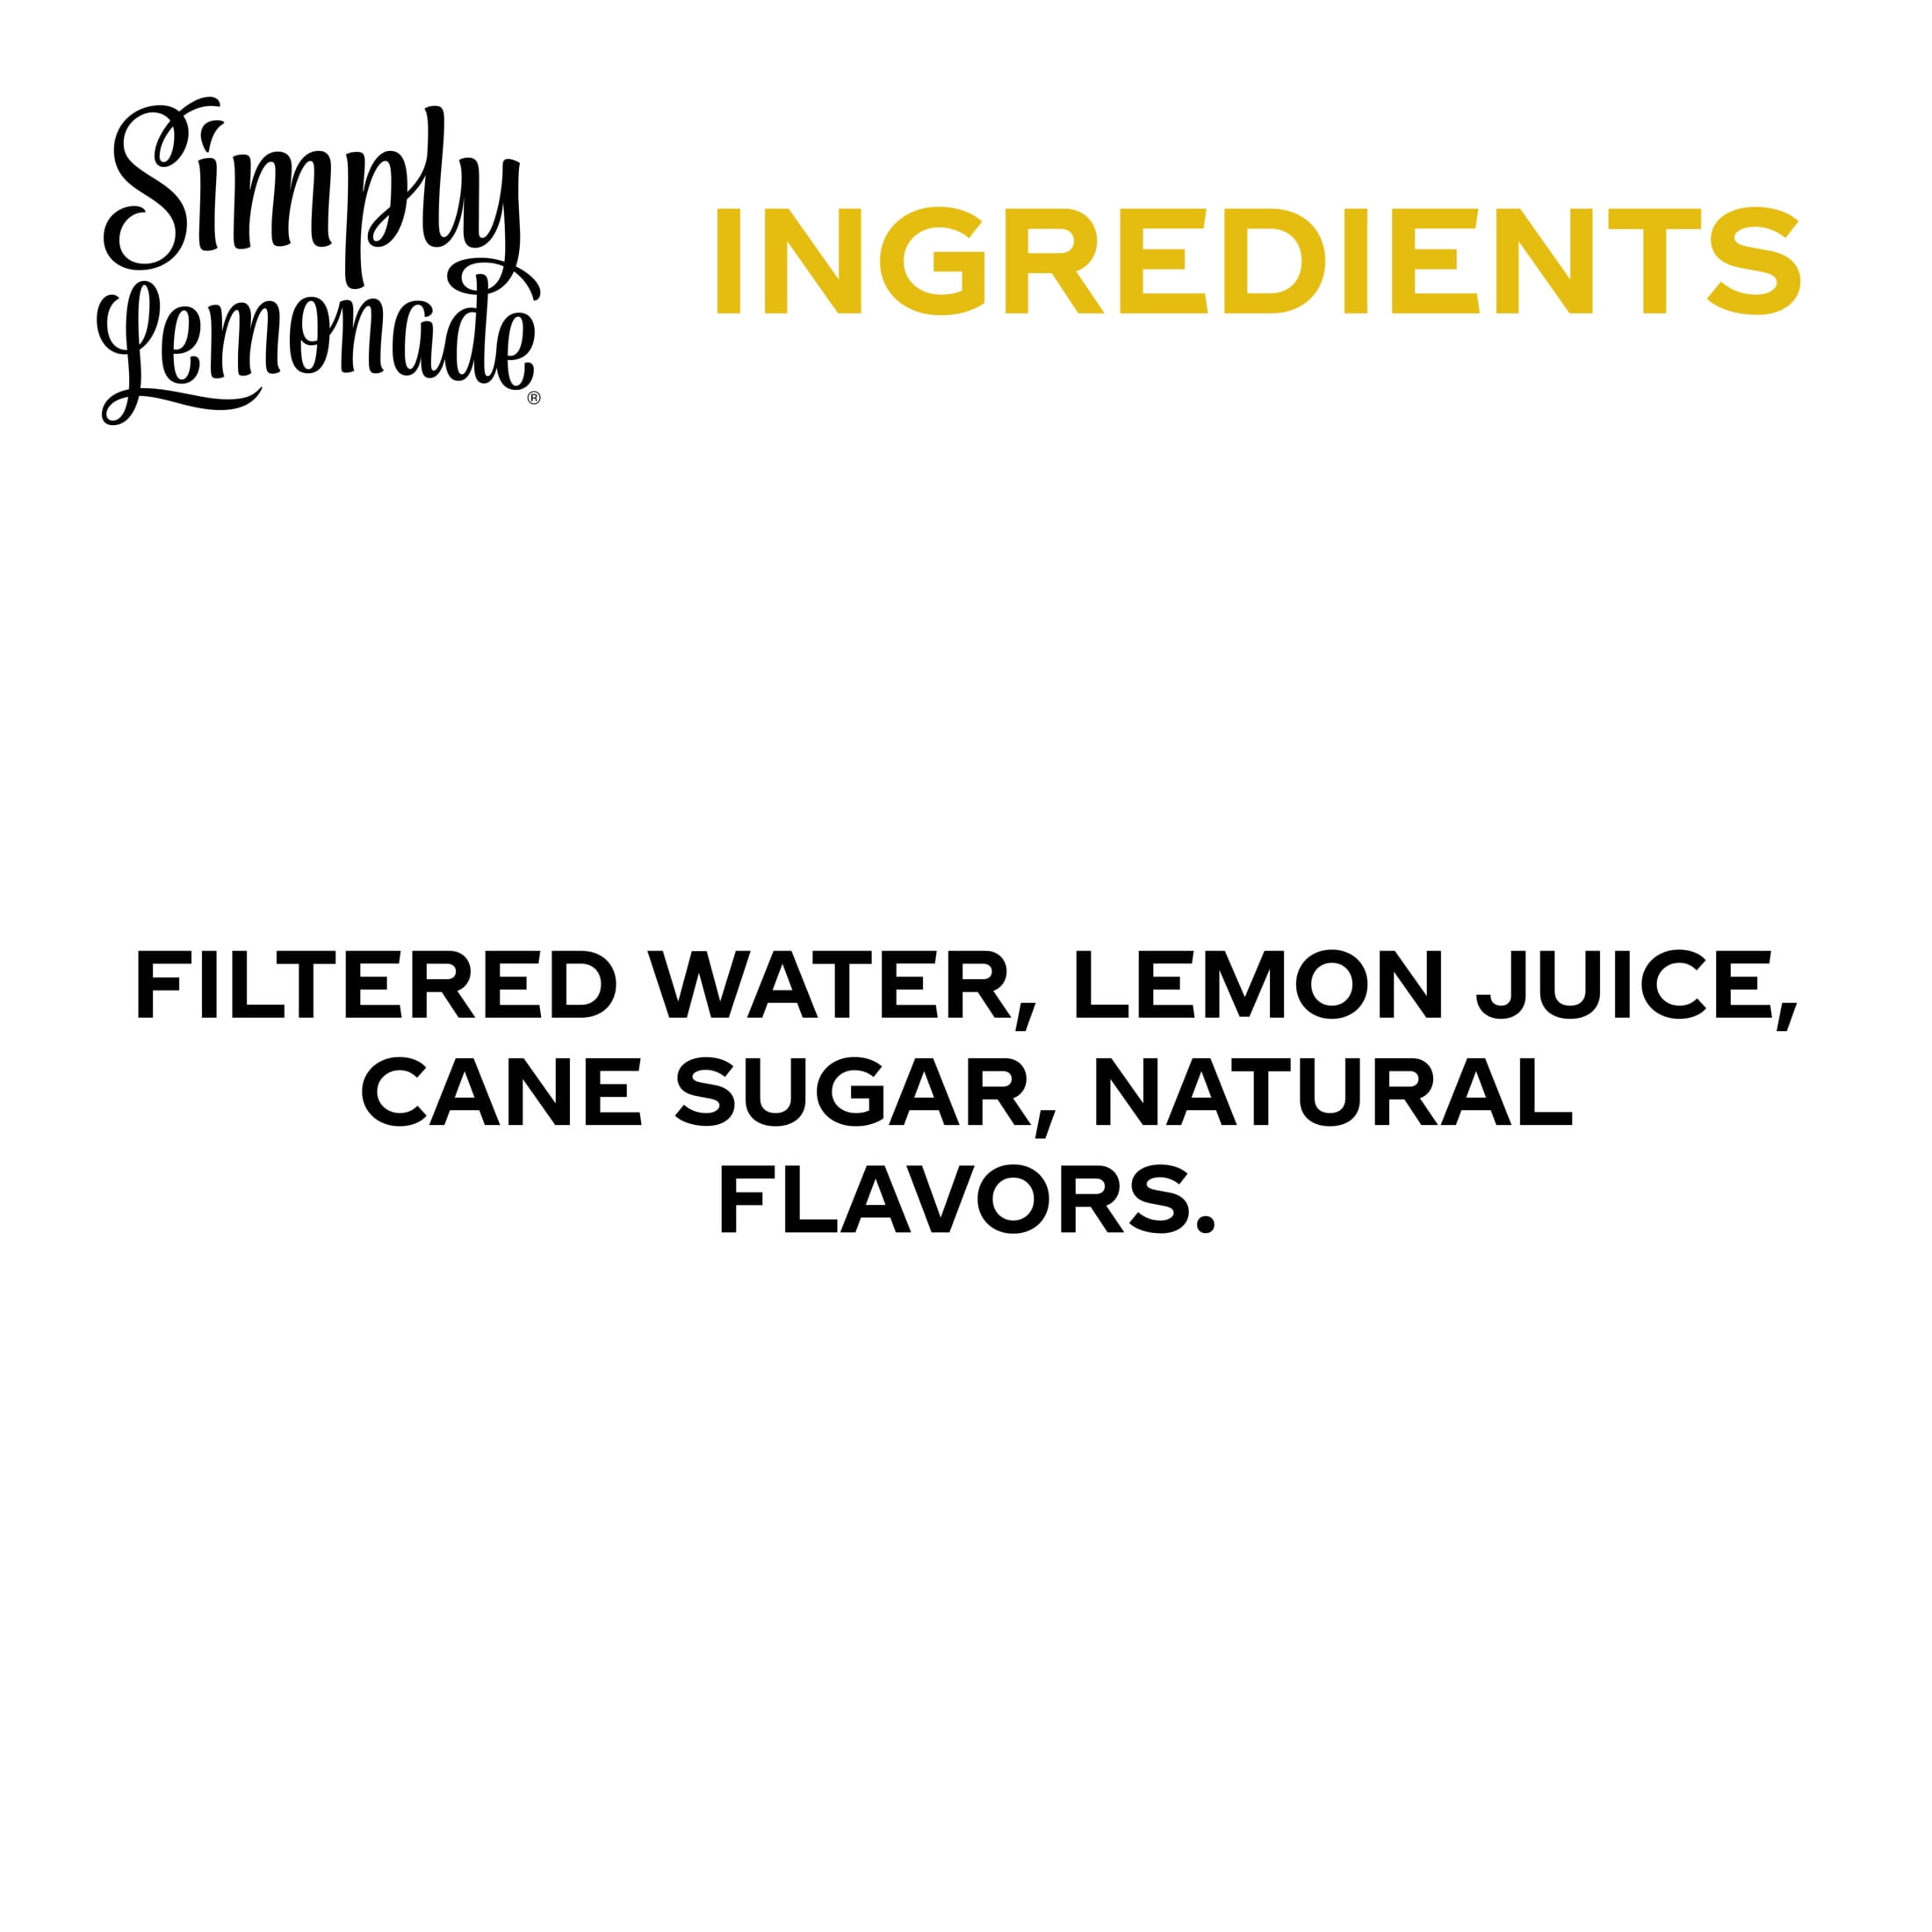 Simply
Lemonade®
INGREDIENTS
FILTERED WATER, LEMON JUICE,
CANE SUGAR, NATURAL
FLAVORS.